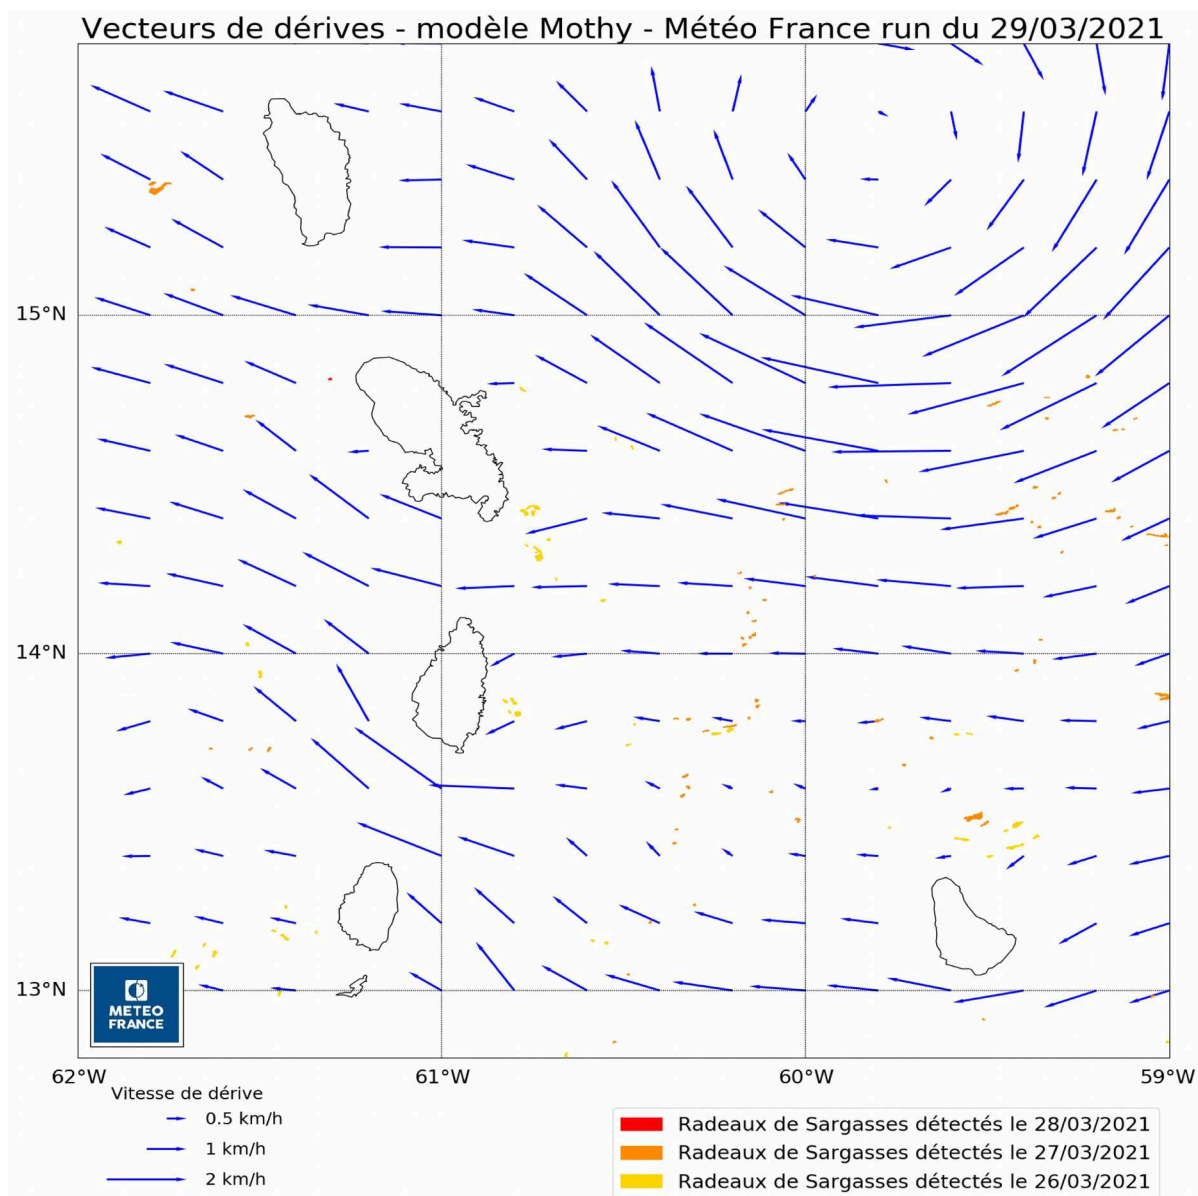 Vecteurs de dérives - modèle Mothy - Météo France run du 29/03/2021
15°N
14°N
13°N
METEO
FRANCE
62°W
61°W
60°W
59°W
Vitesse de dérive
0.5 km/h
1 km/h
2 km/h
Radeaux de Sargasses détectés le 28/03/2021
Radeaux de Sargasses détectés le 27/03/2021
Radeaux de Sargasses détectés le 26/03/2021